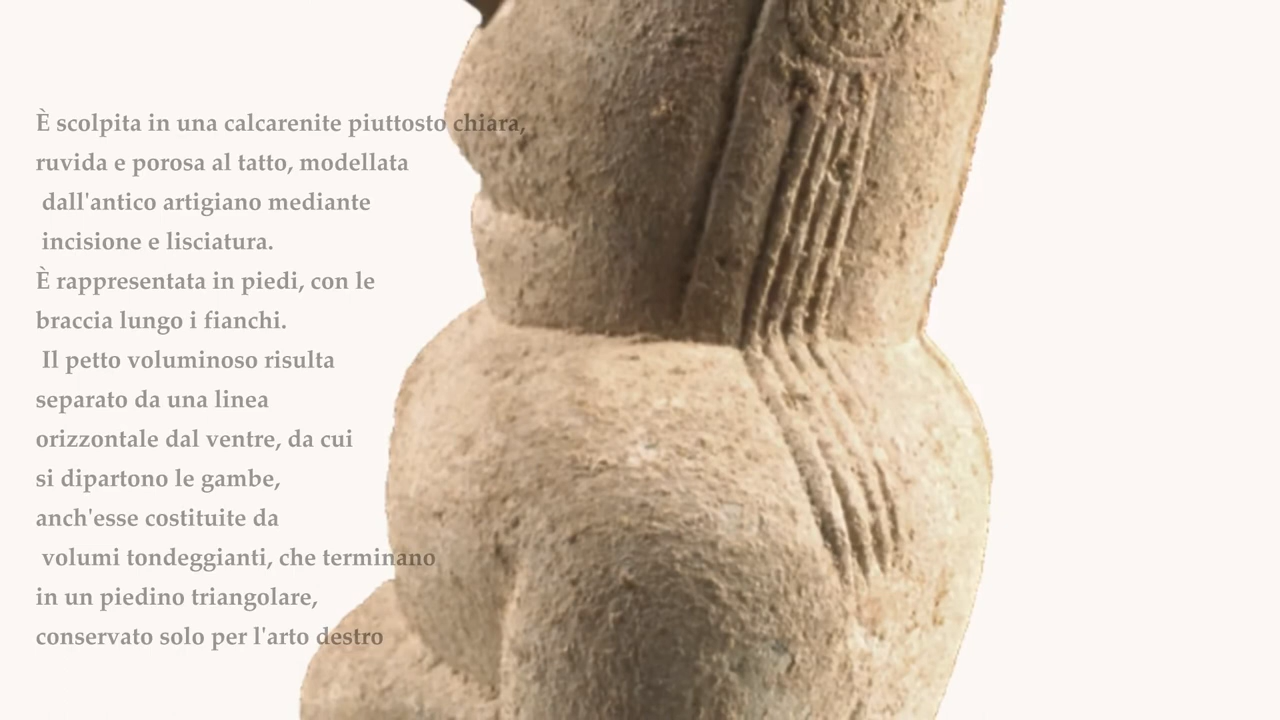 È scolpita in una calcarenite piuttosto chiara,
ruvida e porosa al tatto, modellata
dall'antico artigiano mediante
incisione e lisciatura.
È rappresentata in piedi, con le
braccia lungo i fianchi.
Il petto voluminoso risulta
separato da una linea
orizzontale dal ventre, da cui
si dipartono le gambe,
anch'esse costituite da
volumi tondeggianti, che terminano
in un piedino triangolare,
conservato solo per l'arto destro